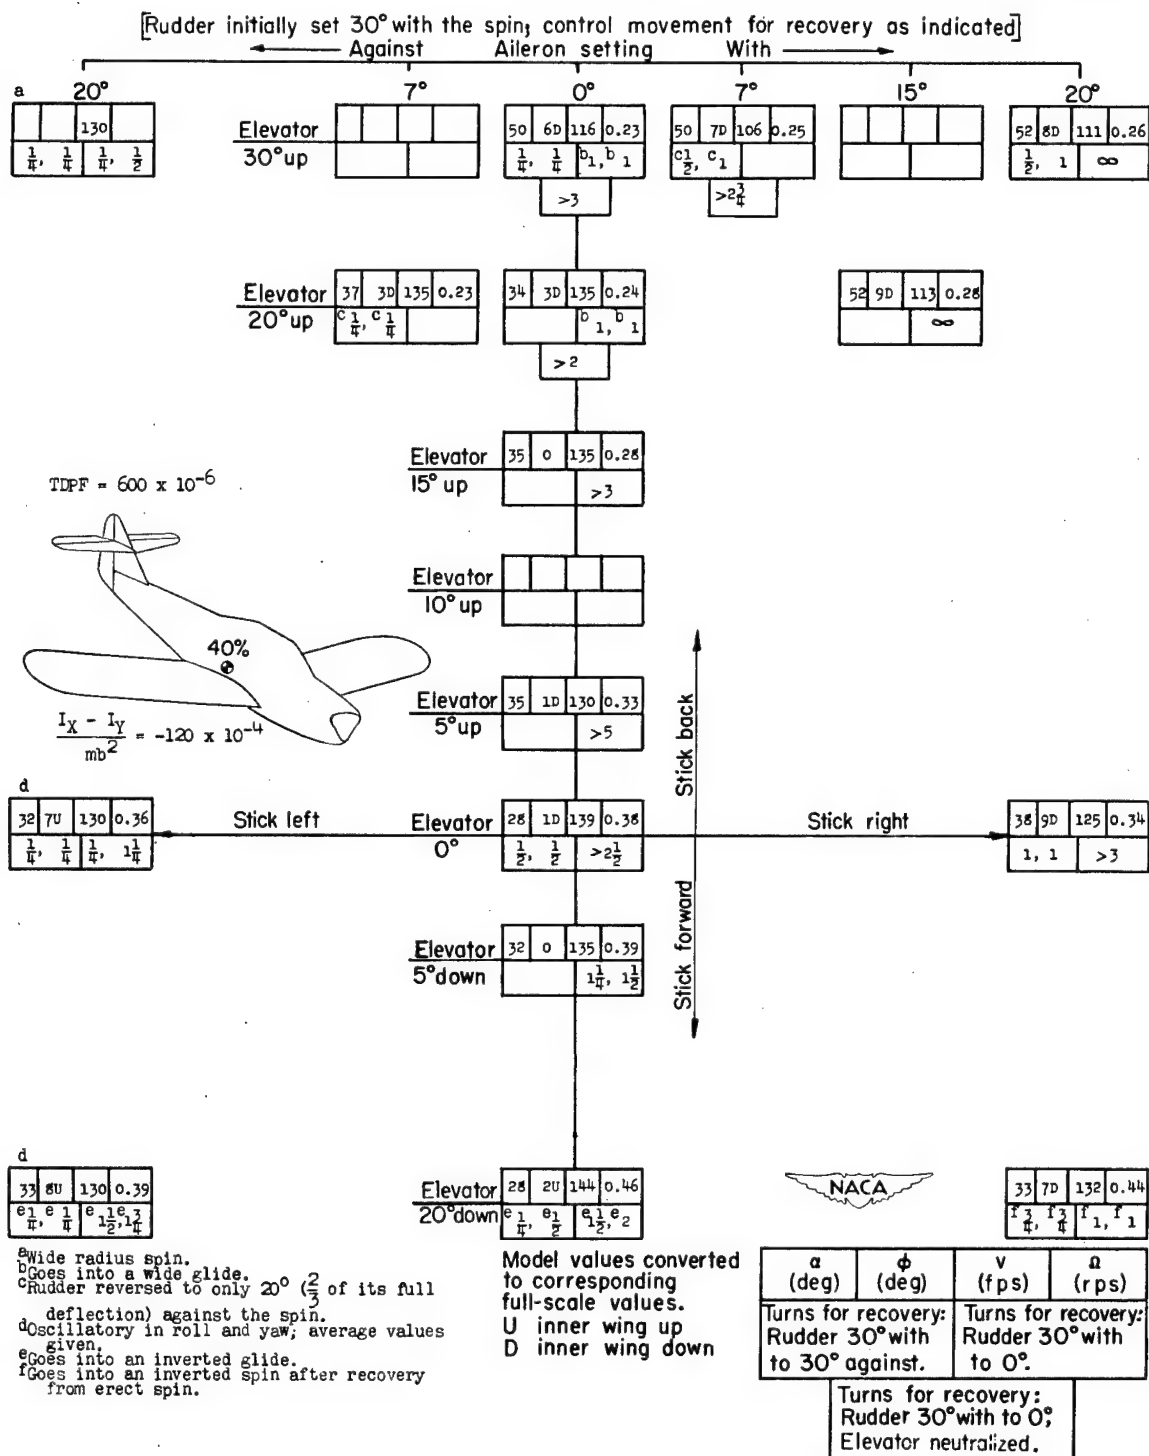 [Rudder initially set 30° with the spin; control movement for recovery as indicated]
Against Aileron setting With
a 20° 7° 0° 7° 15° 20°
130
1/4, 1/4 1/4, 1/2
Elevator
30° up
50 6D 116 0.23
1/4, 1/4 b1, b1
>3
50 7D 106 0.25
c1/2, c1
>2 3/4
52 8D 111 0.26
1/2, 1 ∞
Elevator
20° up
37 3D 135 0.23
c1/4, c1/4
34 3D 135 0.24
b1, b1
>2
52 9D 113 0.28
∞
Elevator
15° up
35 0 135 0.28
>3
TDPF = 600 x 10-6
Elevator
10° up
40%
Elevator
5° up
35 1D 130 0.33
>5
IX - IY
mb2 = -120 x 10-4
Stick back
d
32 7U 130 0.36
1/4, 1/4 1/4, 1 1/4
Stick left
Elevator
0°
28 1D 139 0.38
1/2, 1/2 >2 1/2
Stick right
38 9D 125 0.34
1, 1 >3
Stick forward
Elevator
5° down
32 0 135 0.39
1 1/4, 1 1/2
d
33 8U 130 0.39
e1/4, e1/4 e1 1/2, e1 3/4
Elevator
20° down
28 2U 144 0.46
e1/4, e1/2 e1 1/2, e2
NACA
33 7D 132 0.44
f3/4, f3/4 f1, f1
aWide radius spin.
bGoes into a wide glide.
cRudder reversed to only 20° (2/3 of its full
deflection) against the spin.
dOscillatory in roll and yaw; average values
given.
eGoes into an inverted glide.
fGoes into an inverted spin after recovery
from erect spin.
Model values converted
to corresponding
full-scale values.
U inner wing up
D inner wing down
α (deg) ϕ (deg) V (fps) Ω (rps)
Turns for recovery:
Rudder 30° with
to 30° against.
Turns for recovery:
Rudder 30° with
to 0°.
Turns for recovery:
Rudder 30° with to 0°;
Elevator neutralized.